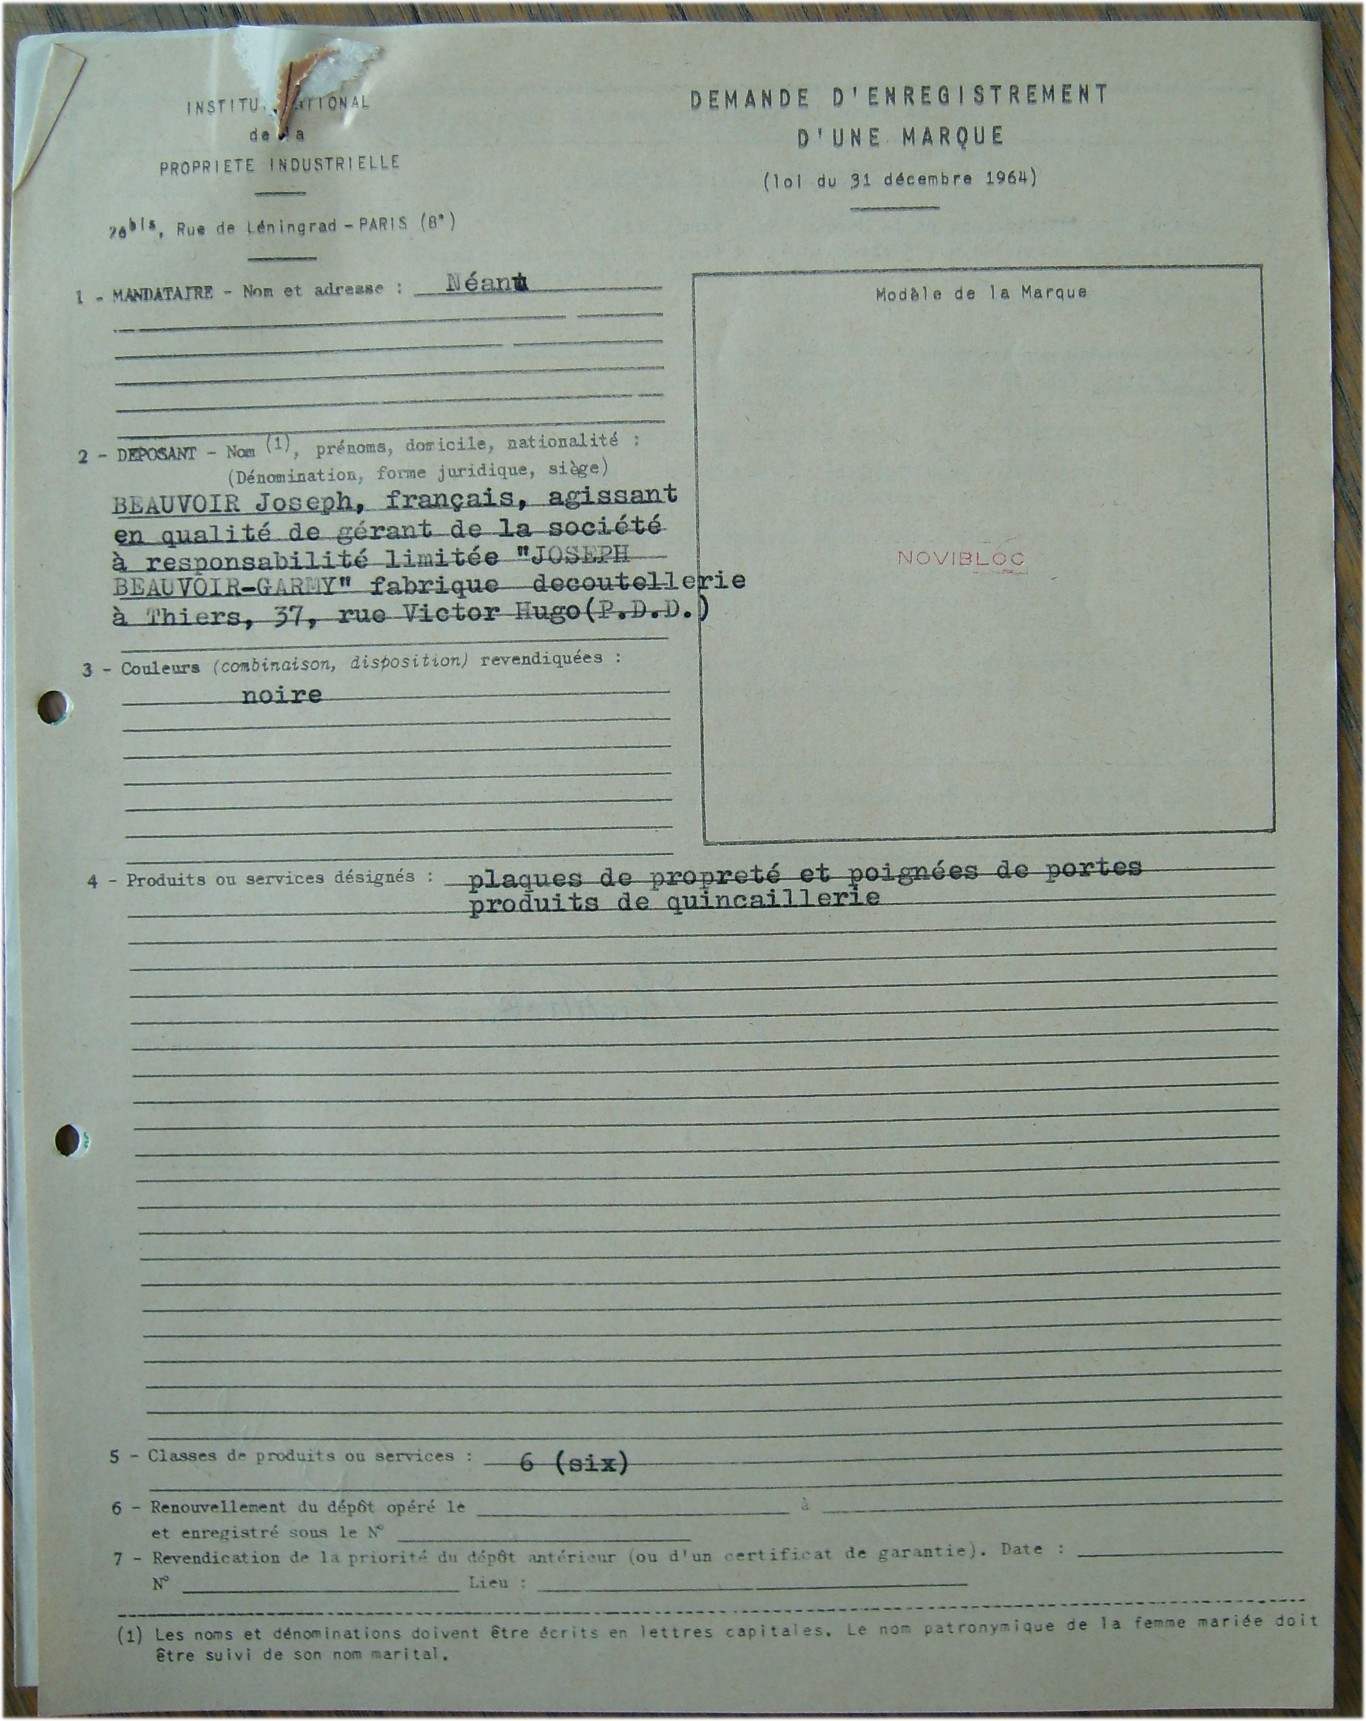 INSTITU. ATIONAL
de la
PROPRIETE INDUSTRIELLE
26bis, Rue de Léningrad – PARIS (8e)
DEMANDE D'ENREGISTREMENT
D'UNE MARQUE
(loi du 31 décembre 1964)
1 - MANDATAIRE - Nom et adresse : Néant
Modèle de la Marque
NOVIBLOC
2 - DEPOSANT - Nom (1), prénoms, domicile, nationalité :
(Dénomination, forme juridique, siège)
BEAUVOIR Joseph, français, agissant
en qualité de gérant de la société
à responsabilité limitée "JOSEPH
BEAUVOIR-GARMY" fabrique decoutellerie
à Thiers, 37, rue Victor Hugo(P.D.D.)
3 - Couleurs (combinaison, disposition) revendiquées :
noire
4 - Produits ou services désignés : plaques de propreté et poignées de portes
produits de quincaillerie
5 - Classes de produits ou services : 6 (six)
6 - Renouvellement du dépôt opéré le à
et enregistré sous le N°
7 - Revendication de la priorité du dépôt antérieur (ou d'un certificat de garantie). Date :
N° Lieu :
(1) Les noms et dénominations doivent être écrits en lettres capitales. Le nom patronymique de la femme mariée doit
être suivi de son nom marital.